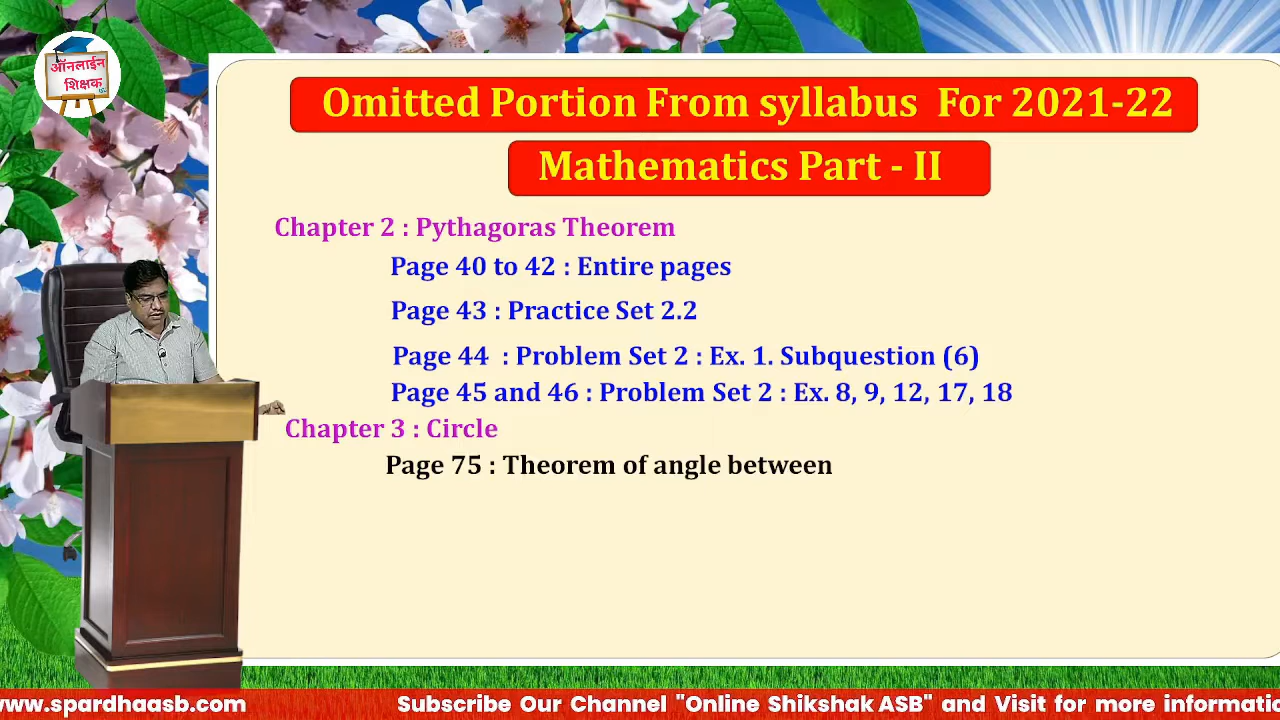 ऑनलाईन
शिक्षक
Omitted Portion From syllabus For 2021-22
Mathematics Part - II
Chapter 2 : Pythagoras Theorem
Page 40 to 42 : Entire pages
Page 43 : Practice Set 2.2
Page 44 : Problem Set 2 : Ex. 1. Subquestion (6)
Page 45 and 46 : Problem Set 2 : Ex. 8, 9, 12, 17, 18
Chapter 3 : Circle
Page 75 : Theorem of angle between
www.spardhaasb.com Subscribe Our Channel "Online Shikshak ASB" and Visit for more informatio